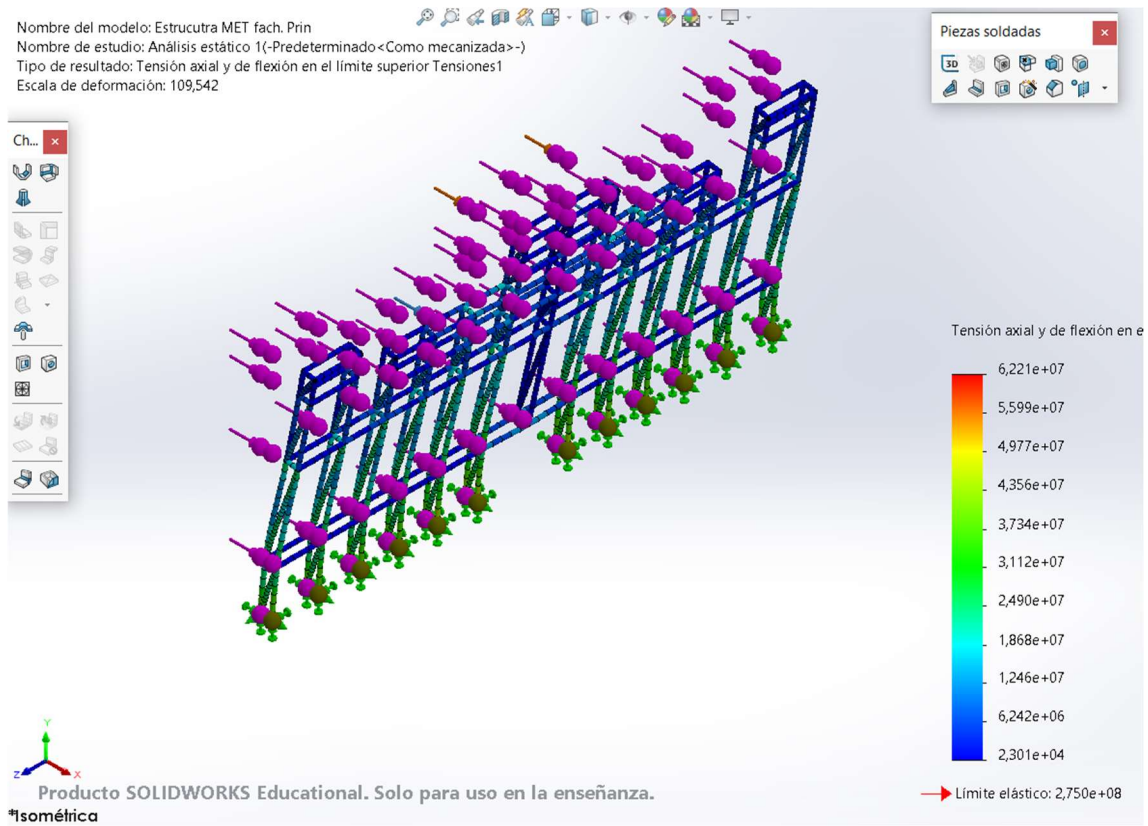 Nombre del modelo: Estrucutra MET fach. Prin
Nombre de estudio: Análisis estático 1(-Predeterminado<Como mecanizada>-)
Tipo de resultado: Tensión axial y de flexión en el límite superior Tensiones1
Escala de deformación: 109,542
Piezas soldadas
3D
Ch...
Tensión axial y de flexión en e
6,221e+07
5,599e+07
4,977e+07
4,356e+07
3,734e+07
3,112e+07
2,490e+07
1,868e+07
1,246e+07
6,242e+06
2,301e+04
Límite elástico: 2,750e+08
Y
Z
X
Producto SOLIDWORKS Educational. Solo para uso en la enseñanza.
*Isométrica